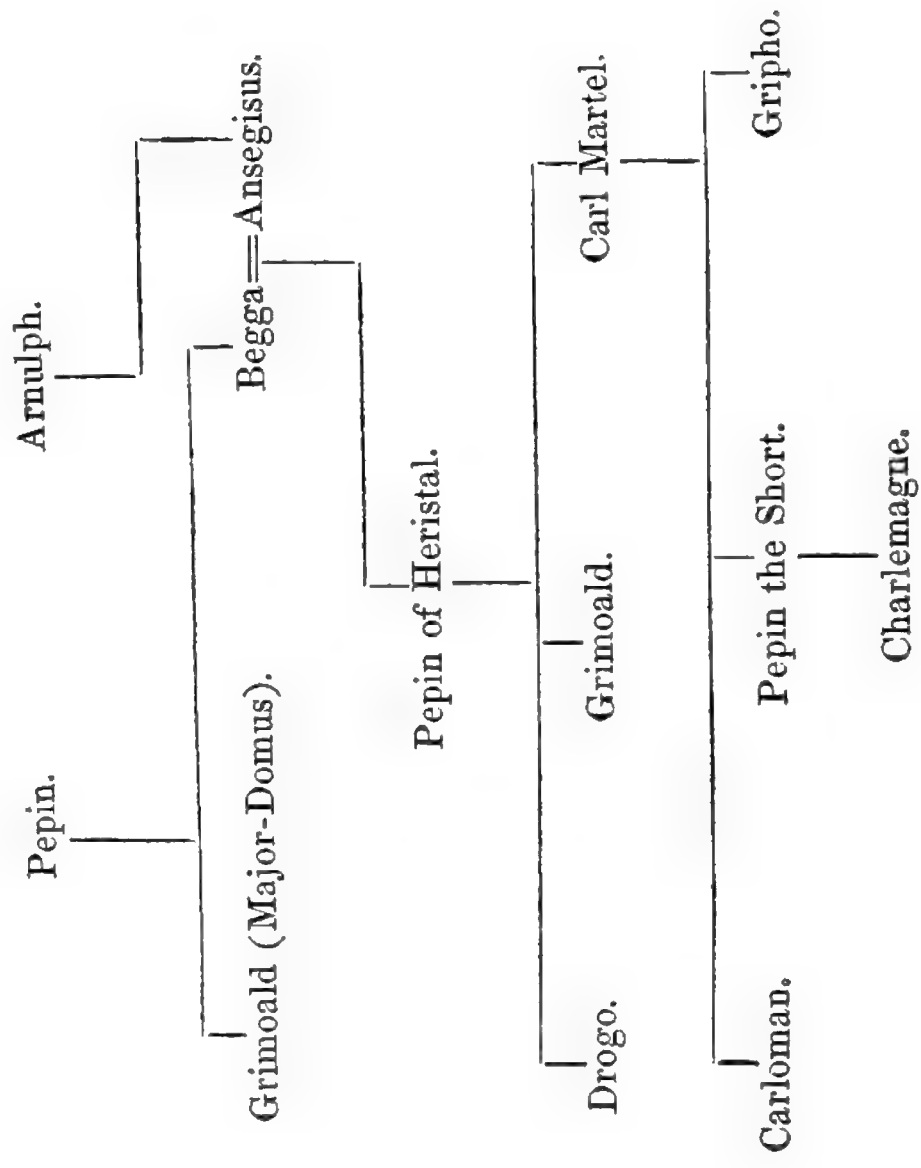 Pepin. Arnulph.
Grimoald (Major-Domus). Begga=Ansegisus.
Pepin of Heristal.
Drogo. Grimoald. Carl Martel.
Carloman. Pepin the Short. Gripho.
Charlemagne.